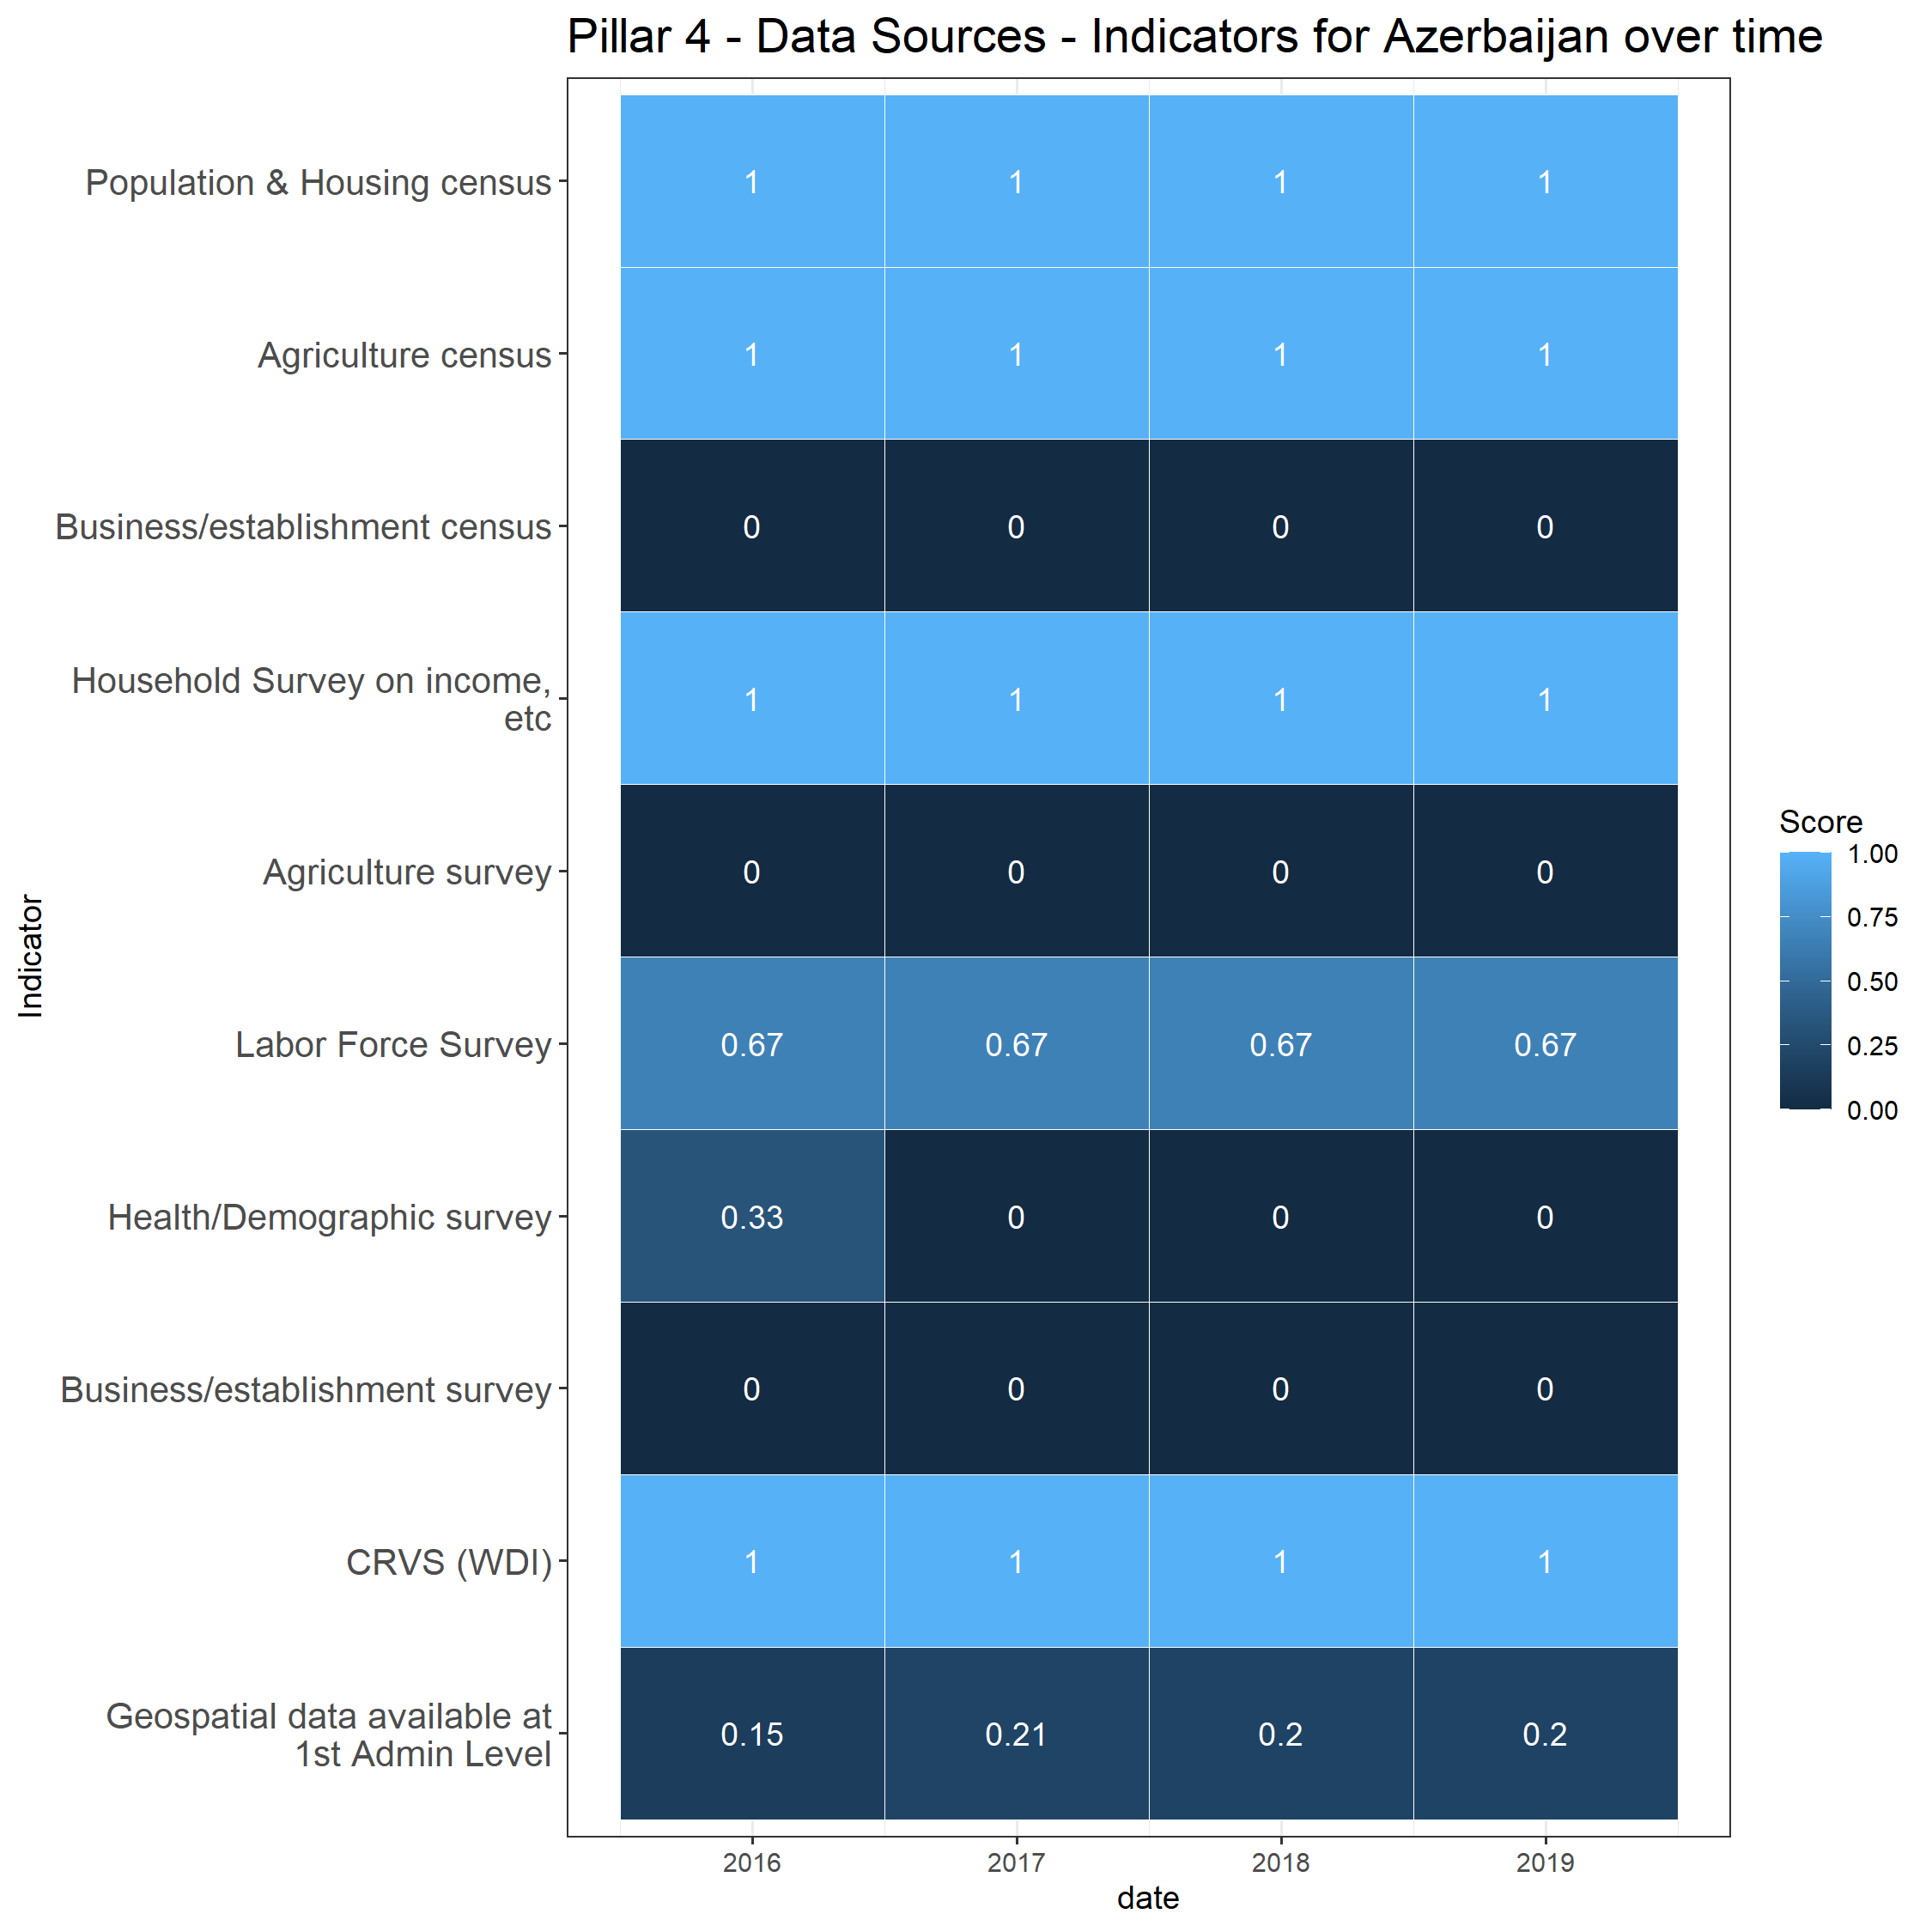 Pillar 4 - Data Sources - Indicators for Azerbaijan over time
Indicator
Population & Housing census
1 1 1 1
Agriculture census
1 1 1 1
Business/establishment census
0 0 0 0
Household Survey on income,
etc
1 1 1 1
Agriculture survey
0 0 0 0
Labor Force Survey
0.67 0.67 0.67 0.67
Health/Demographic survey
0.33 0 0 0
Business/establishment survey
0 0 0 0
CRVS (WDI)
1 1 1 1
Geospatial data available at
1st Admin Level
0.15 0.21 0.2 0.2
2016 2017 2018 2019
date
Score
1.00
0.75
0.50
0.25
0.00